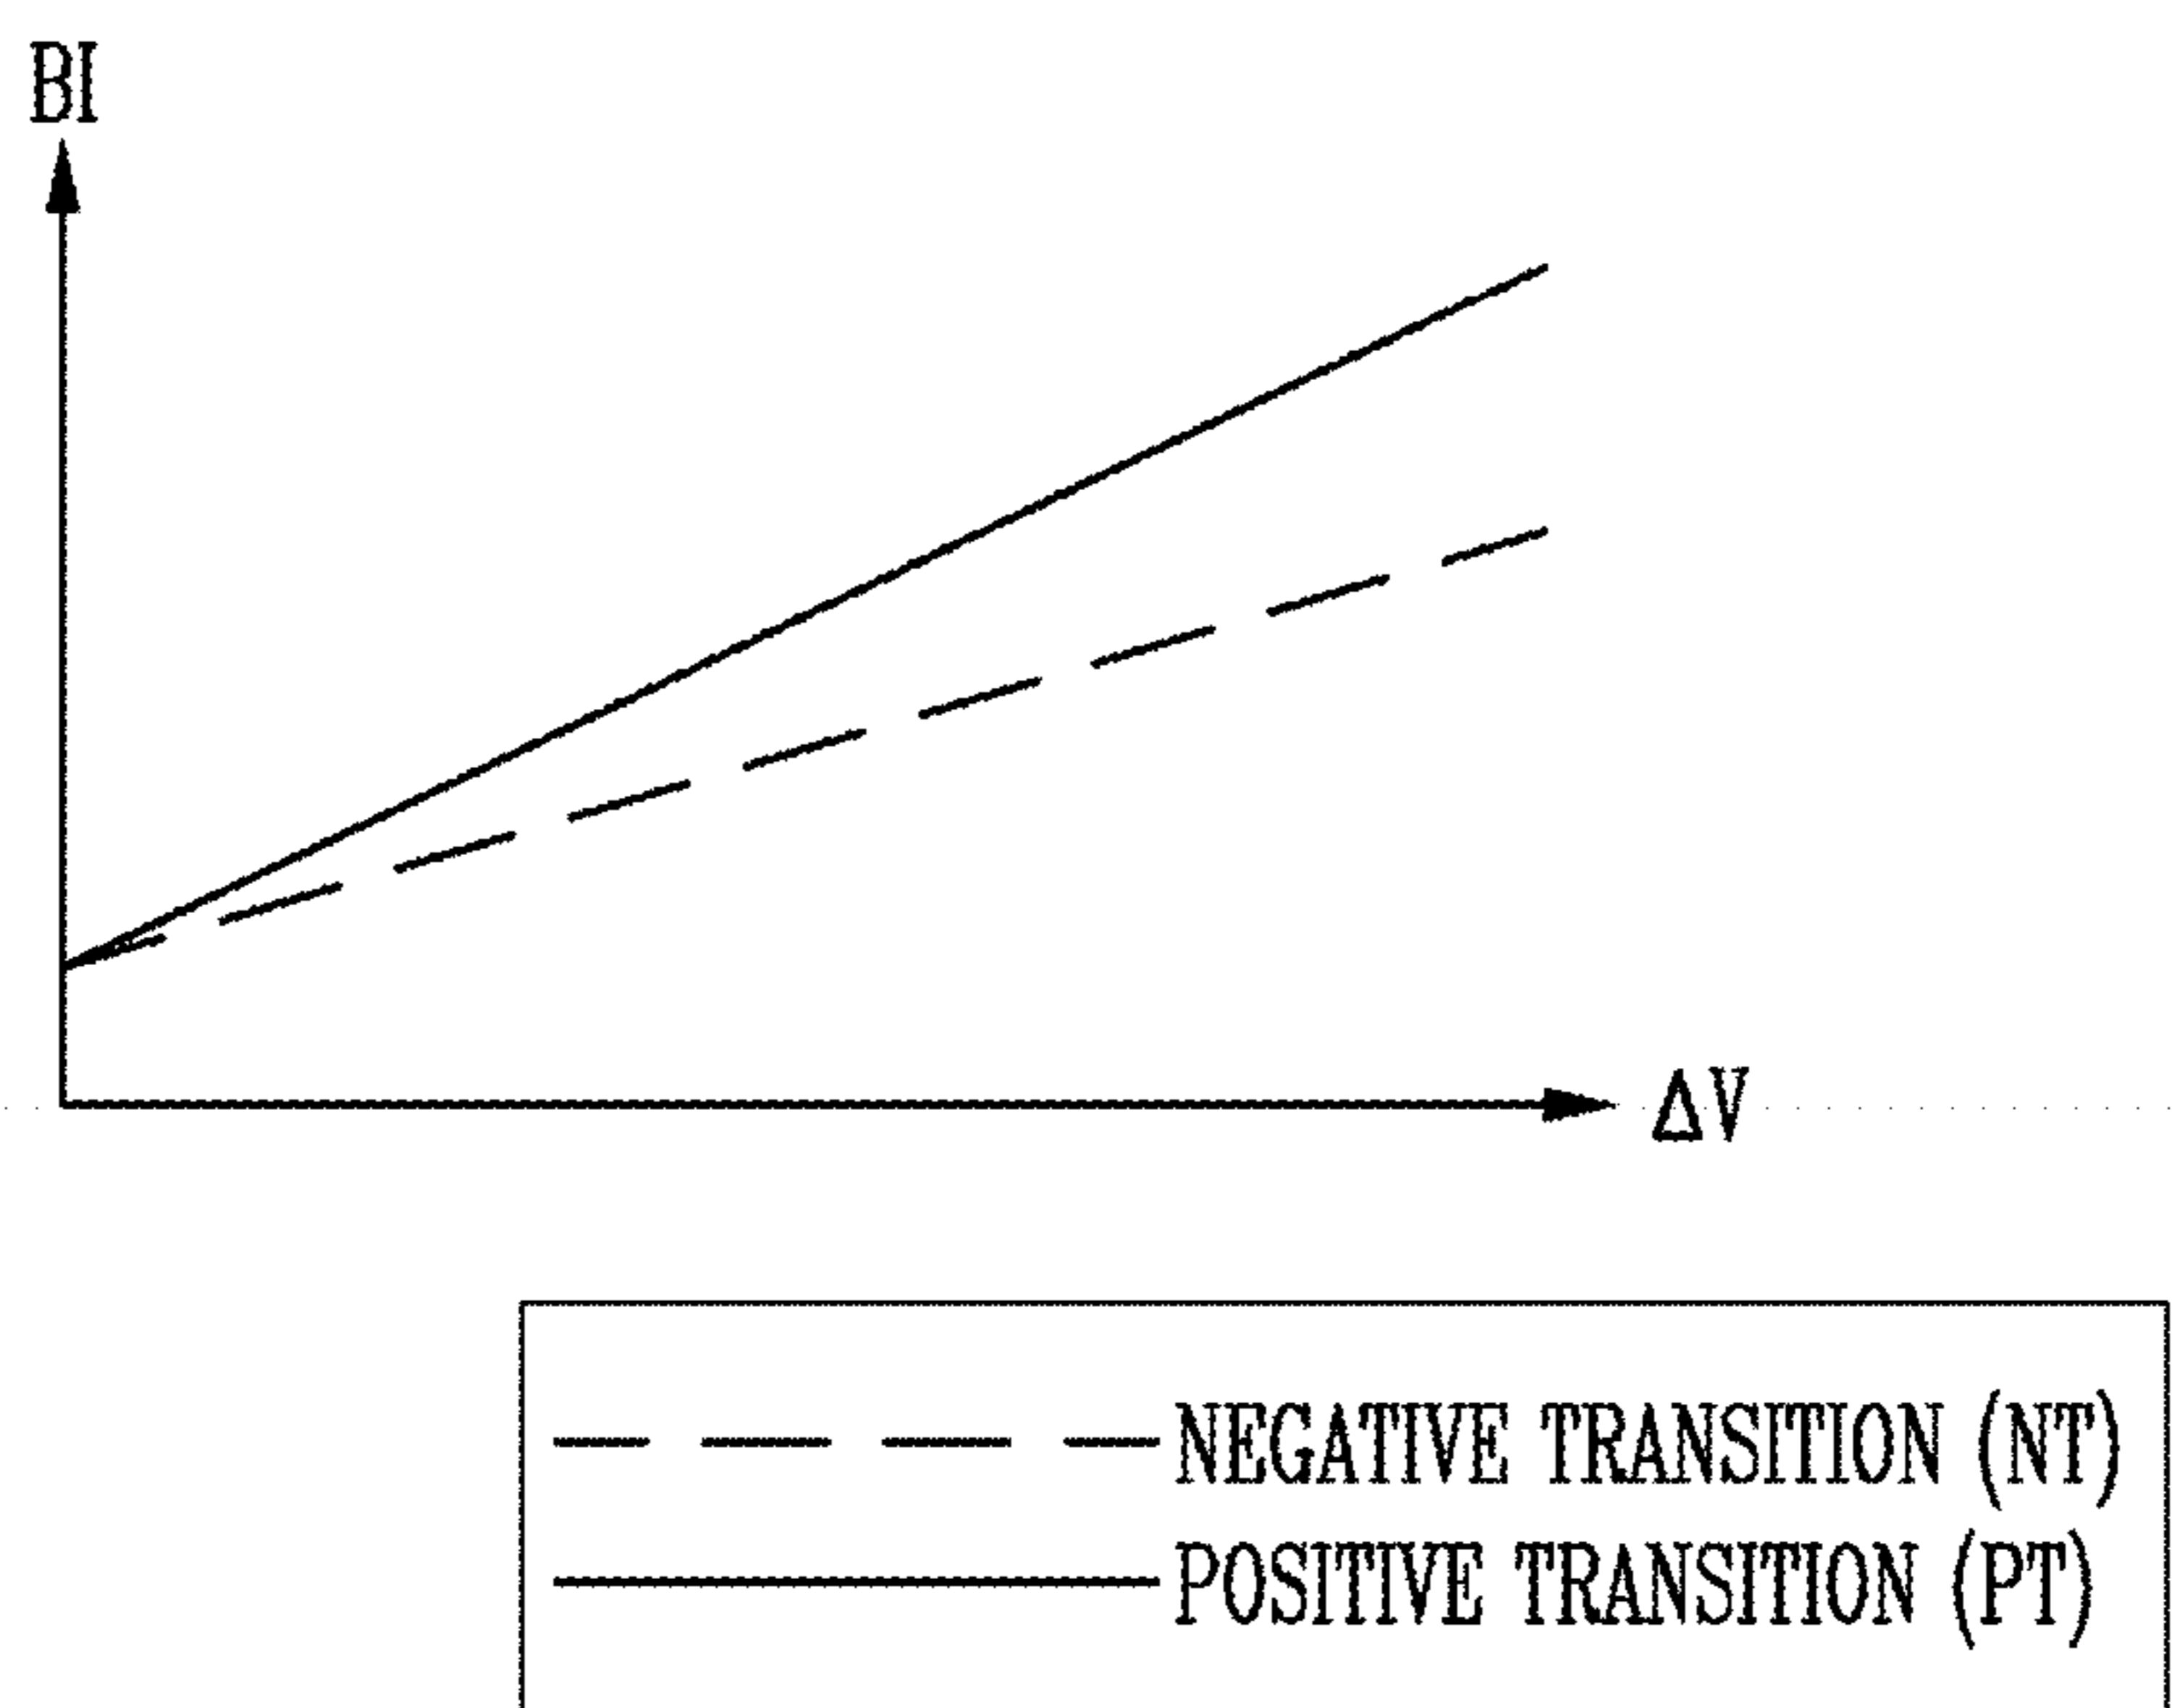 BI
ΔV
NEGATIVE TRANSITION (NT)
POSITIVE TRANSITION (PT)